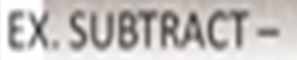 EX. SUBTRACT –